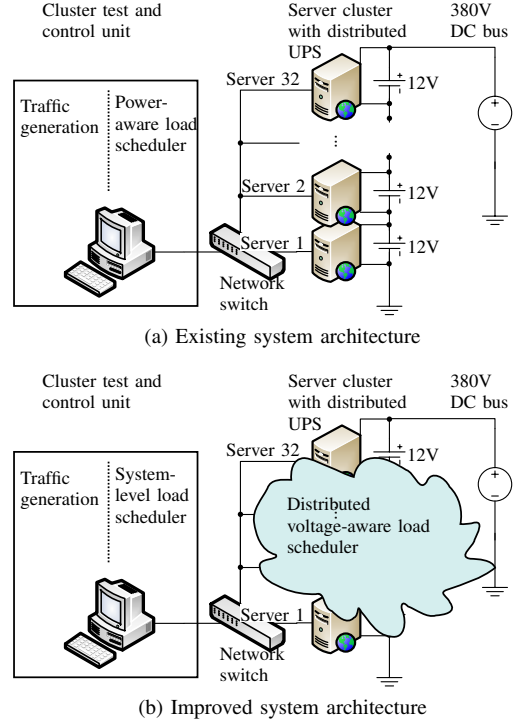 Cluster test and
control unit
Server cluster
with distributed
UPS
380V
DC bus
Traffic
generation
Power-
aware load
scheduler
Server 32
12V
Server 2
12V
Server 1
12V
Network
switch
(a) Existing system architecture
Cluster test and
control unit
Server cluster
with distributed
UPS
380V
DC bus
Traffic
generation
System-
level load
scheduler
Server 32
12V
Distributed
voltage-aware load
scheduler
Server 1
Network
switch
(b) Improved system architecture